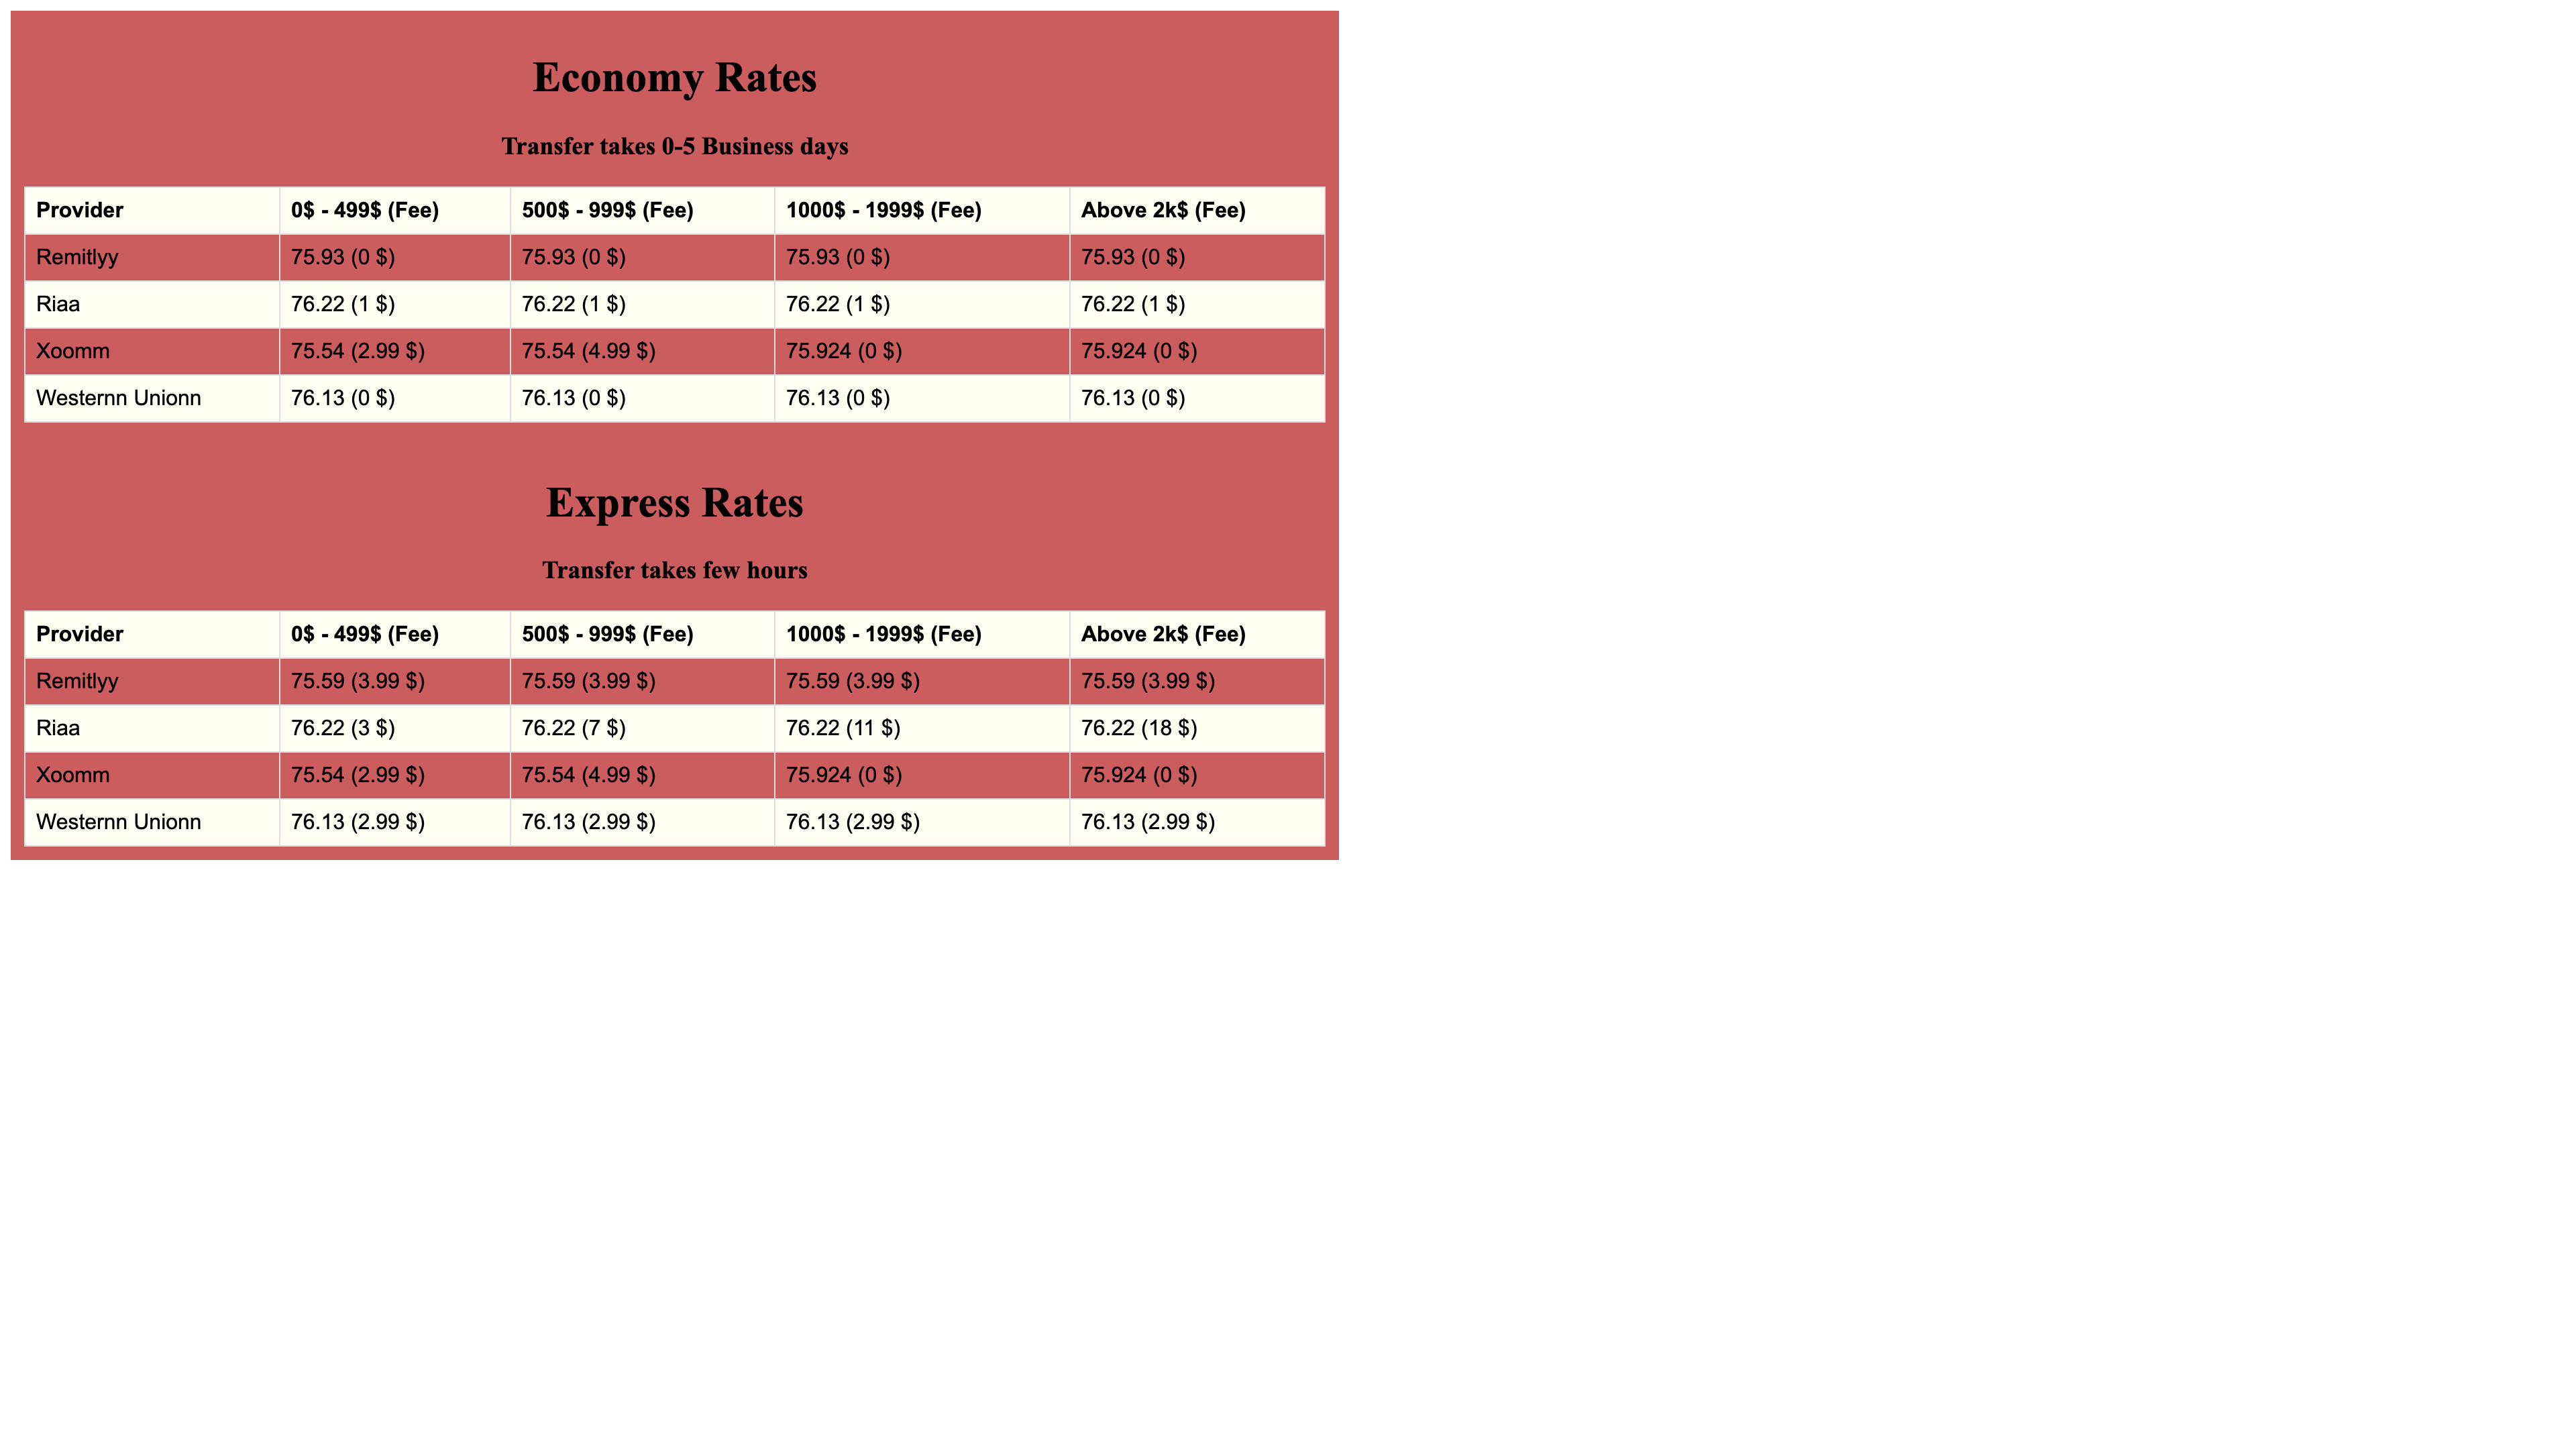 Economy Rates
Transfer takes 0-5 Business days
Provider 0$ - 499$ (Fee) 500$ - 999$ (Fee) 1000$ - 1999$ (Fee) Above 2k$ (Fee)
Remitlyy 75.93 (0 $) 75.93 (0 $) 75.93 (0 $) 75.93 (0 $)
Riaa 76.22 (1 $) 76.22 (1 $) 76.22 (1 $) 76.22 (1 $)
Xoomm 75.54 (2.99 $) 75.54 (4.99 $) 75.924 (0 $) 75.924 (0 $)
Westernn Unionn 76.13 (0 $) 76.13 (0 $) 76.13 (0 $) 76.13 (0 $)
Express Rates
Transfer takes few hours
Provider 0$ - 499$ (Fee) 500$ - 999$ (Fee) 1000$ - 1999$ (Fee) Above 2k$ (Fee)
Remitlyy 75.59 (3.99 $) 75.59 (3.99 $) 75.59 (3.99 $) 75.59 (3.99 $)
Riaa 76.22 (3 $) 76.22 (7 $) 76.22 (11 $) 76.22 (18 $)
Xoomm 75.54 (2.99 $) 75.54 (4.99 $) 75.924 (0 $) 75.924 (0 $)
Westernn Unionn 76.13 (2.99 $) 76.13 (2.99 $) 76.13 (2.99 $) 76.13 (2.99 $)